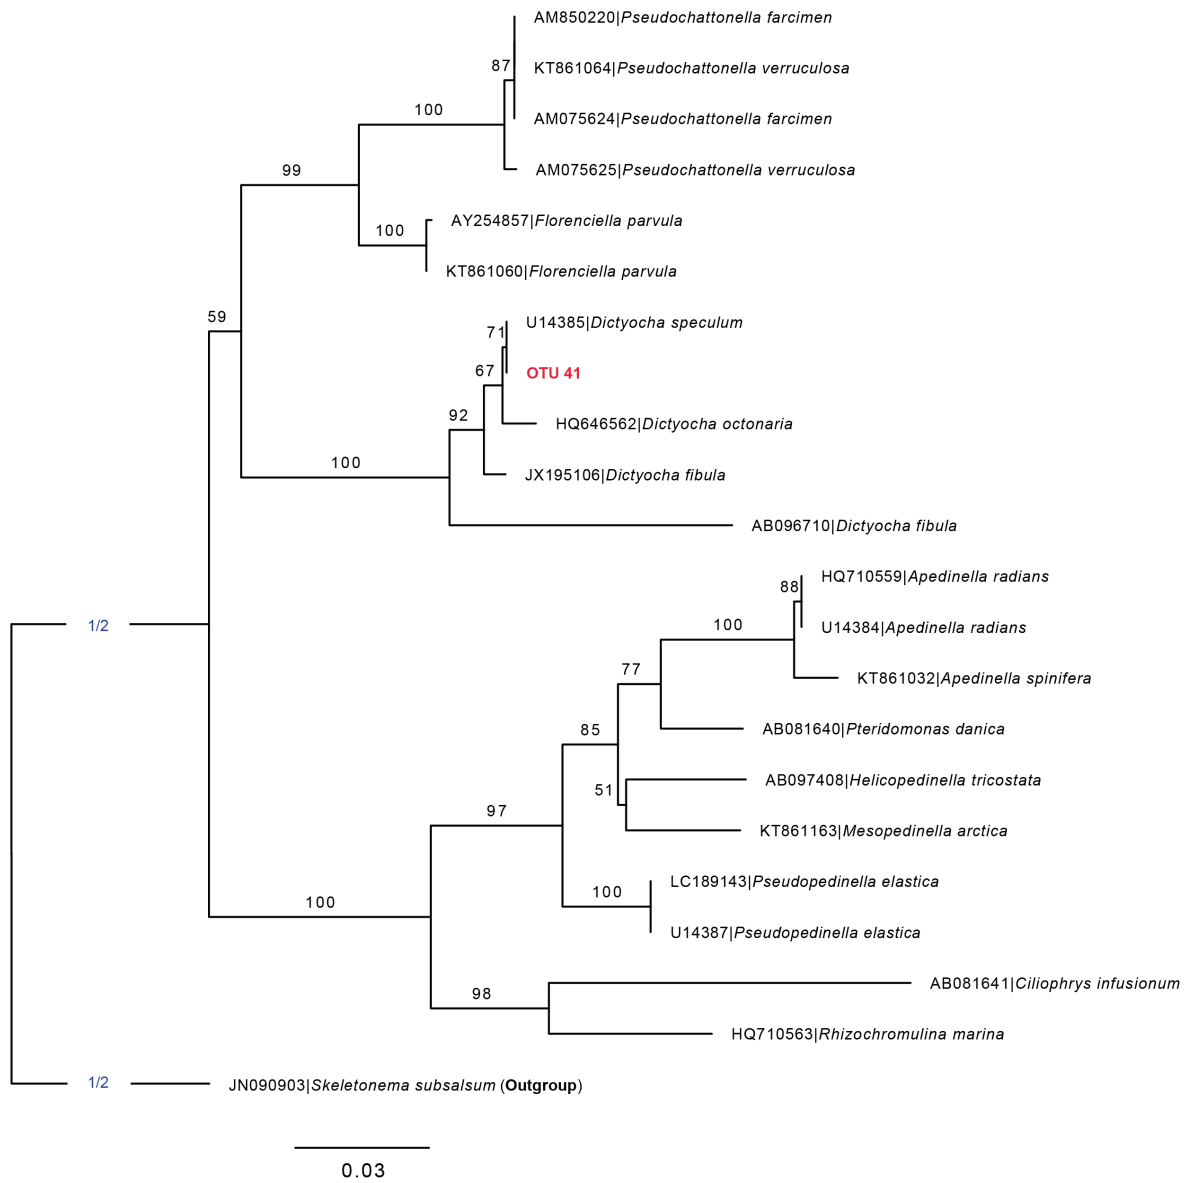 AM850220|Pseudochattonella farcimen
87
KT861064|Pseudochattonella verruculosa
100
AM075624|Pseudochattonella farcimen
99
AM075625|Pseudochattonella verruculosa
AY254857|Florenciella parvula
100
KT861060|Florenciella parvula
59
U14385|Dictyocha speculum
71
67
OTU 41
92
HQ646562|Dictyocha octonaria
100
JX195106|Dictyocha fibula
AB096710|Dictyocha fibula
HQ710559|Apedinella radians
88
1/2
100
U14384|Apedinella radians
77
KT861032|Apedinella spinifera
85
AB081640|Pteridomonas danica
51
AB097408|Helicopedinella tricostata
97
KT861163|Mesopedinella arctica
100
LC189143|Pseudopedinella elastica
100
U14387|Pseudopedinella elastica
98
AB081641|Ciliophrys infusionum
HQ710563|Rhizochromulina marina
1/2
JN090903|Skeletonema subsalsum (Outgroup)
0.03